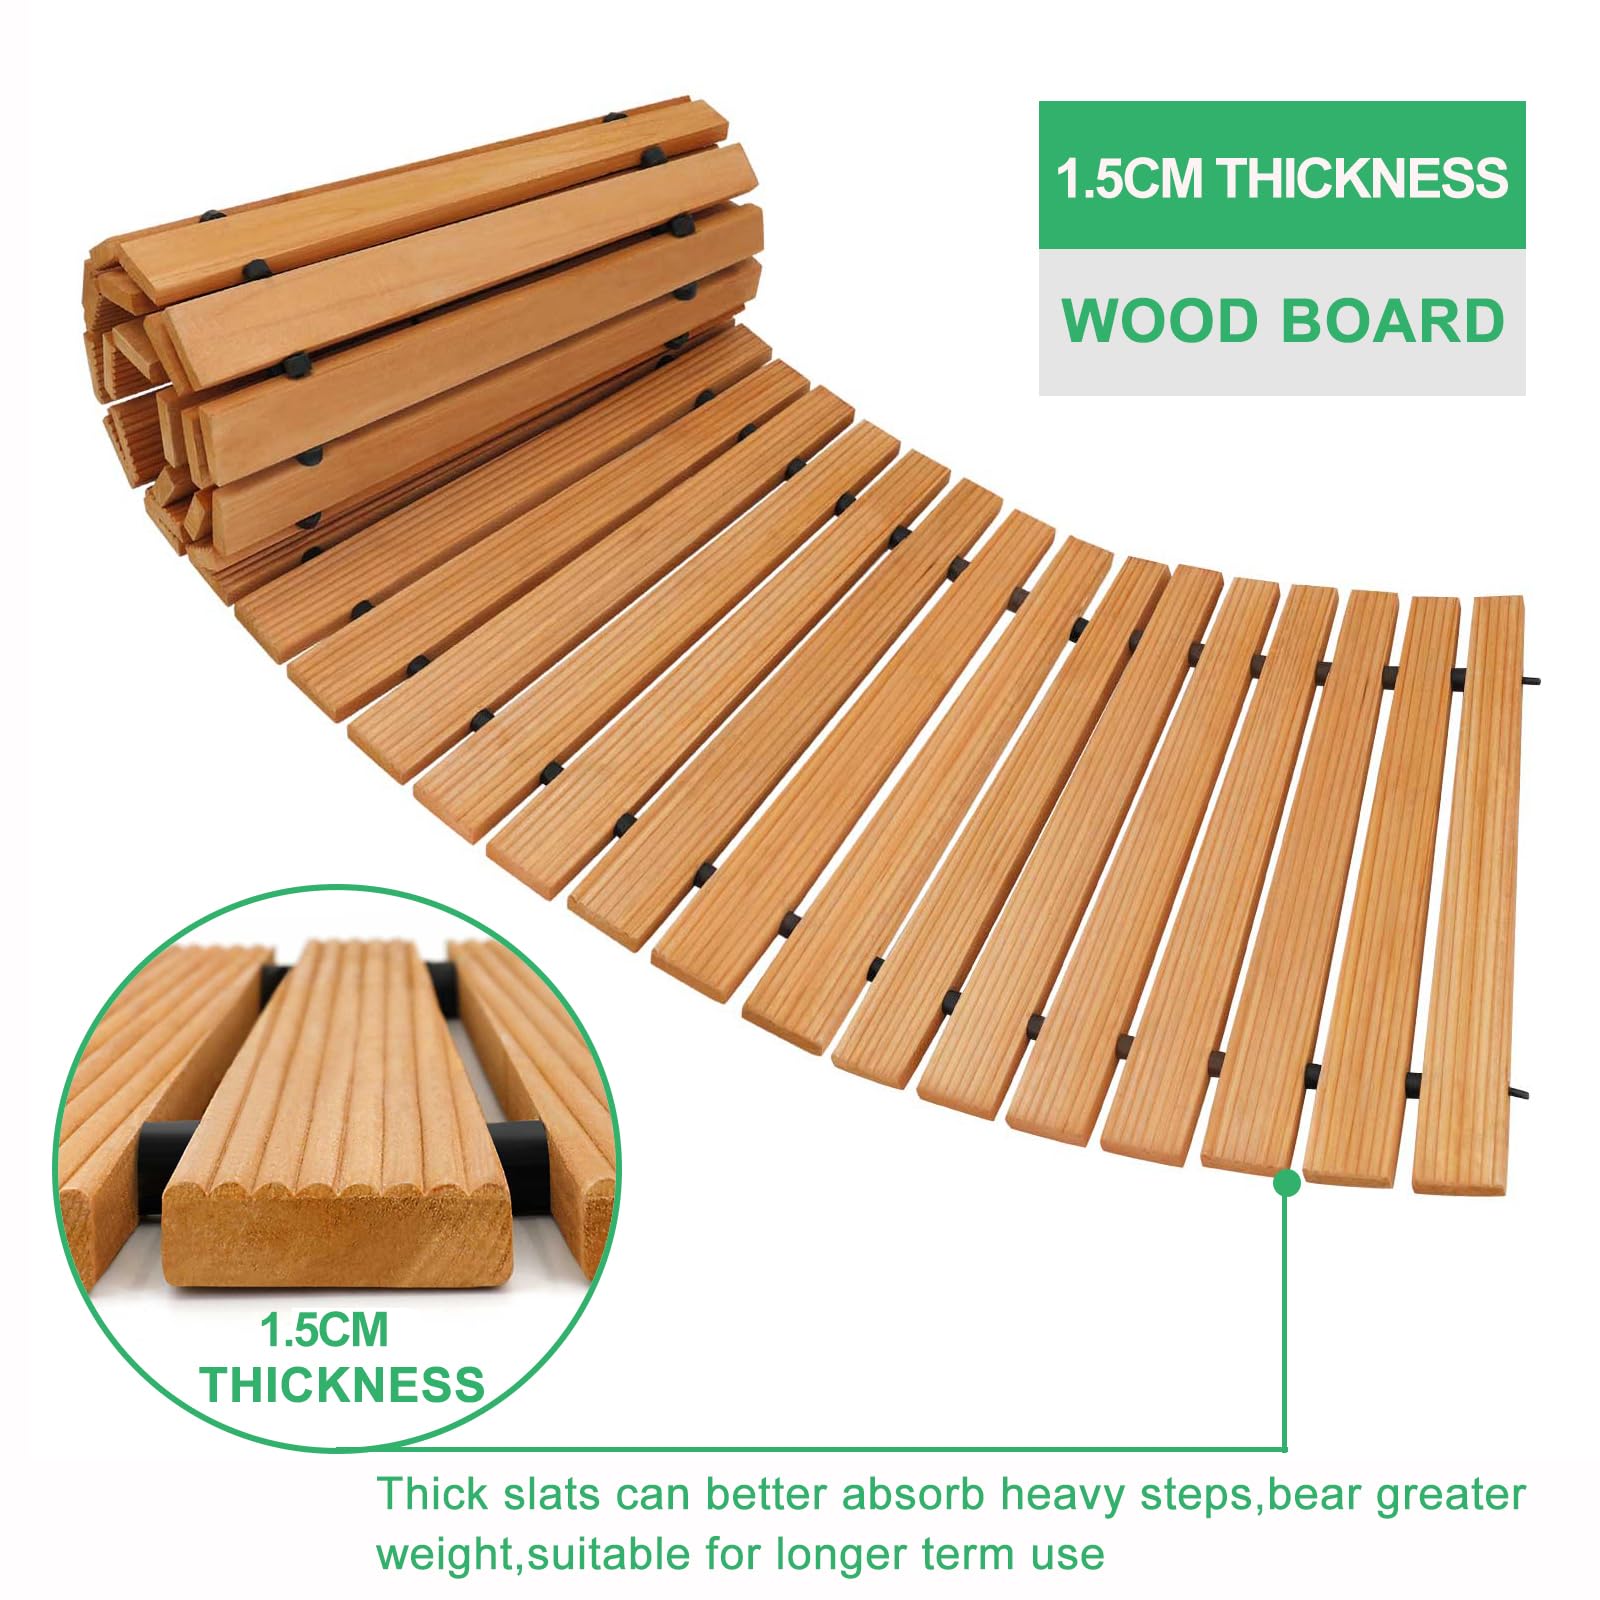 1.5CM THICKNESS
WOOD BOARD
1.5CM
THICKNESS
Thick slats can better absorb heavy steps,bear greater
weight,suitable for longer term use